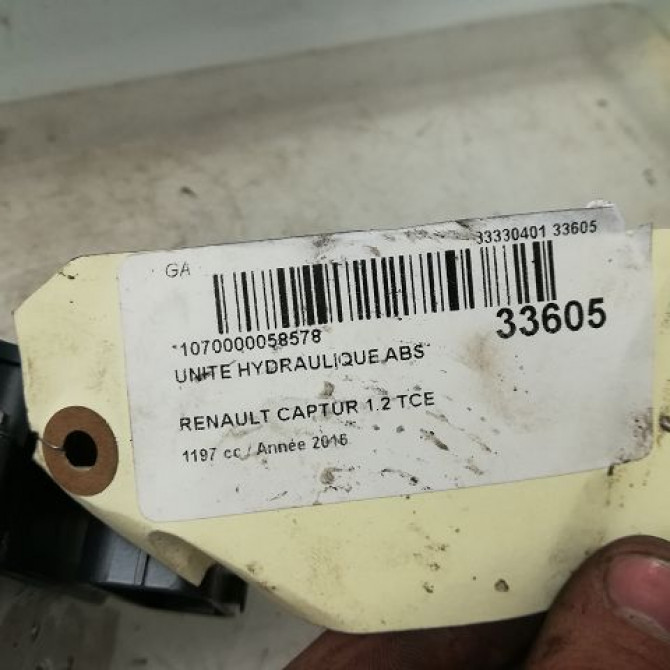 GA
33330401 33605
*1070000058578
33605
UNITE HYDRAULIQUE ABS
RENAULT CAPTUR 1.2 TCE
1197 cc / Année 2016